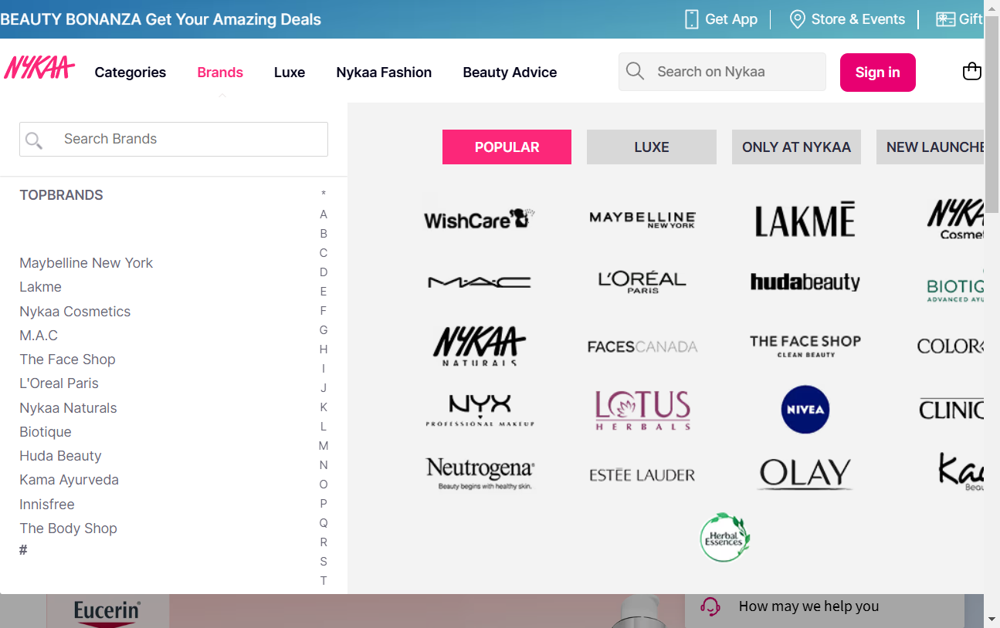 BEAUTY BONANZA Get Your Amazing Deals
Get App
Store & Events
Gift
NYKAA
Categories
Brands
Luxe
Nykaa Fashion
Beauty Advice
Search on Nykaa
Sign in
Search Brands
TOPBRANDS
Maybelline New York
Lakme
Nykaa Cosmetics
M.A.C
The Face Shop
L'Oreal Paris
Nykaa Naturals
Biotique
Huda Beauty
Kama Ayurveda
Innisfree
The Body Shop
#
*
A
B
C
D
E
F
G
H
I
J
K
L
M
N
O
P
Q
R
S
T
POPULAR
LUXE
ONLY AT NYKAA
NEW LAUNCHE
WishCare
MAYBELLINE
NEW YORK
LAKMĒ
NYKA
Cosmet
M·A·C
L'ORÉAL
PARIS
hudabeauty
BIOTIQ
ADVANCED AYU
NYKAA
NATURALS
FACESCANADA
THE FACE SHOP
CLEAN BEAUTY
COLOR
NYX
PROFESSIONAL MAKEUP
LOTUS
HERBALS
NIVEA
CLINIQ
Neutrogena®
Beauty begins with healthy skin.
ESTĒE LAUDER
OLAY
Kay
Beau
Herbal
Essences
Eucerin®
How may we help you